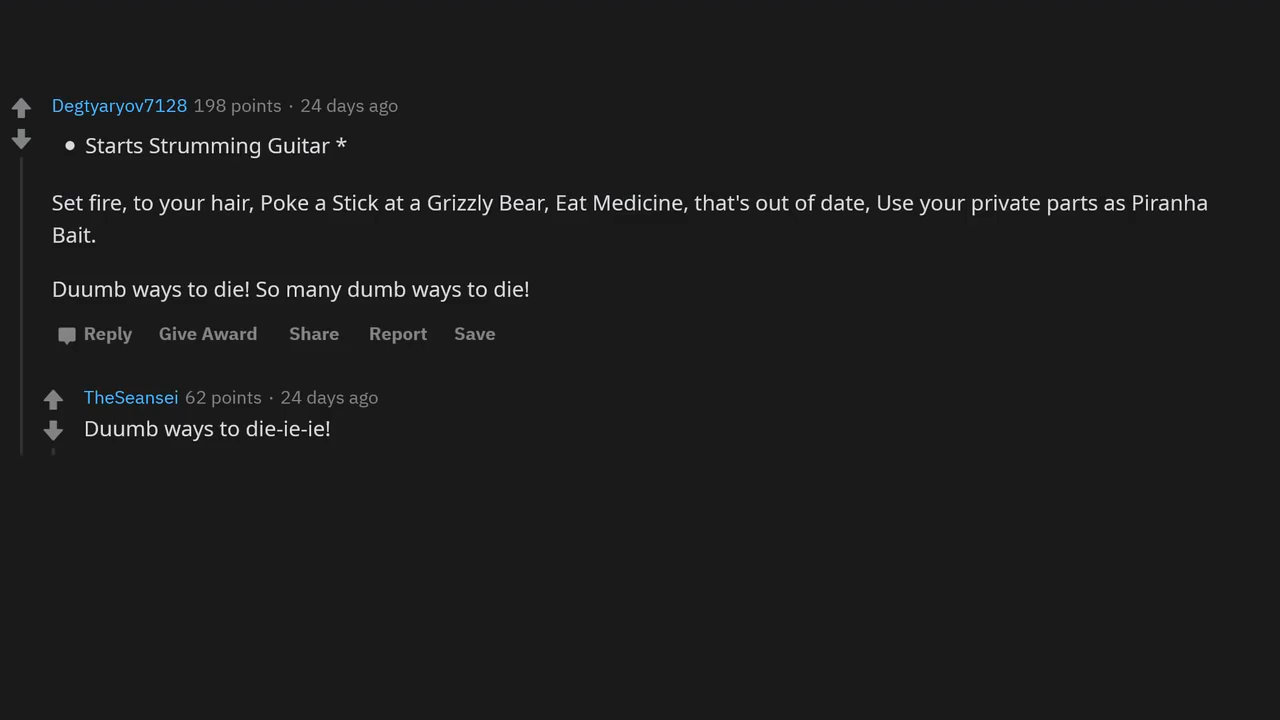 Degtyaryov7128 198 points · 24 days ago
• Starts Strumming Guitar *
Set fire, to your hair, Poke a Stick at a Grizzly Bear, Eat Medicine, that's out of date, Use your private parts as Piranha
Bait.
Duumb ways to die! So many dumb ways to die!
Reply Give Award Share Report Save
TheSeansei 62 points · 24 days ago
Duumb ways to die-ie-ie!